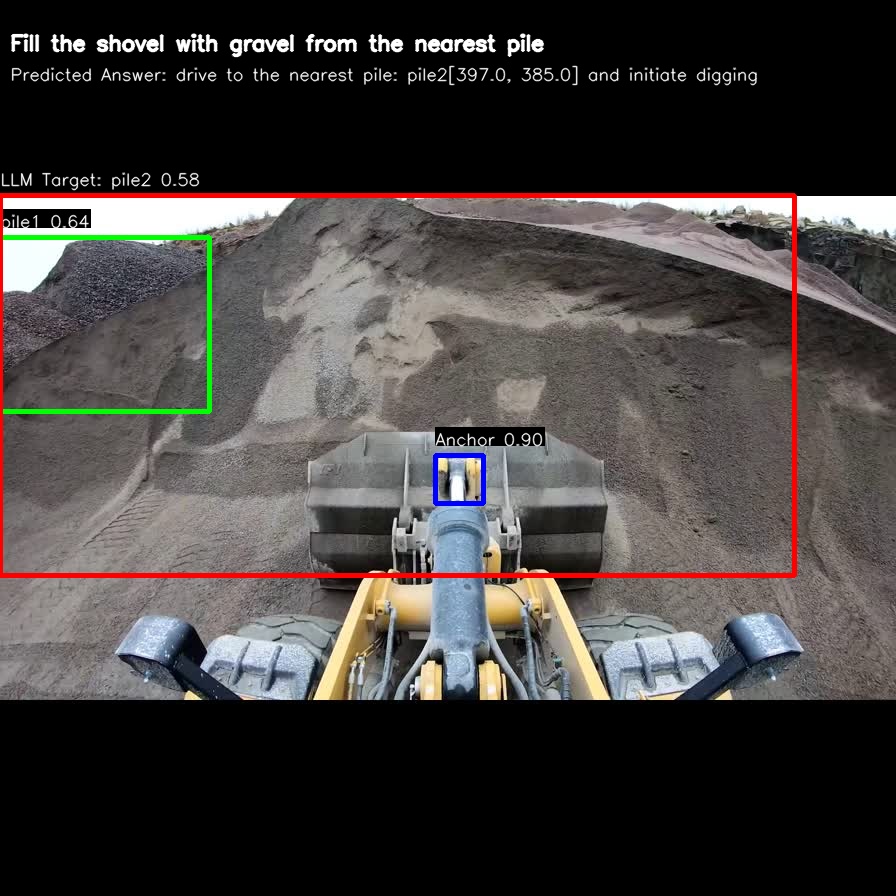 Fill the shovel with gravel from the nearest pile
Predicted Answer: drive to the nearest pile: pile2[397.0, 385.0] and initiate digging
LLM Target: pile2 0.58
pile1 0.64
Anchor 0.90